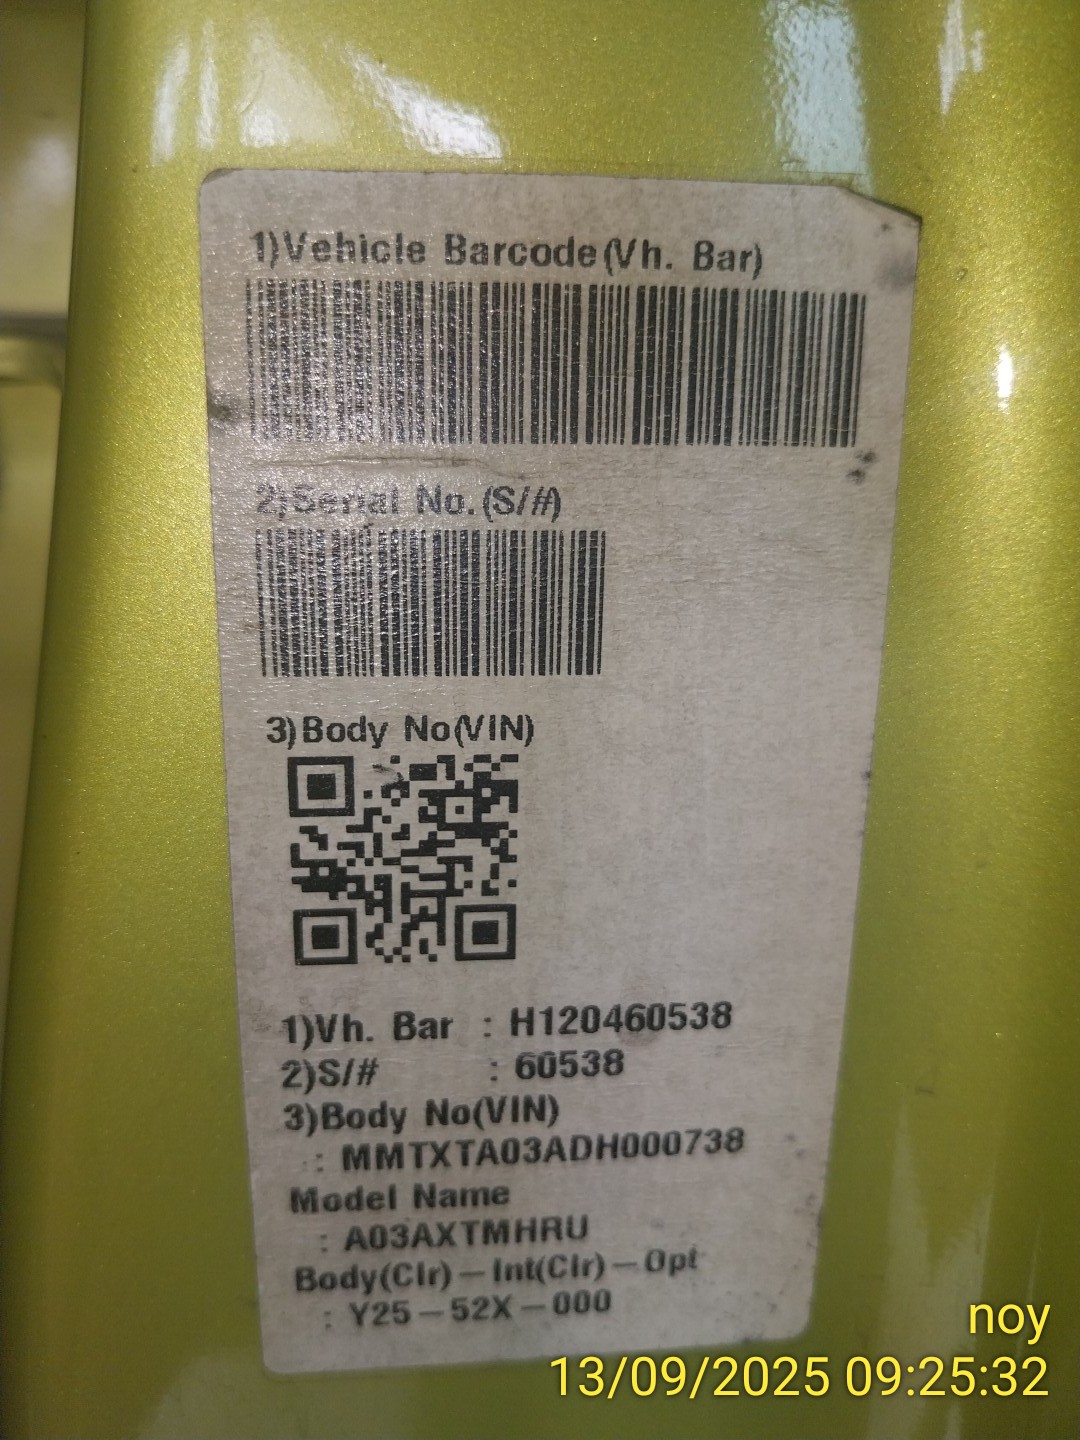 1)Vehicle Barcode(Vh. Bar)
2)Serial No.(S/#)
3)Body No(VIN)
1)Vh. Bar : H120460538
2)S/# : 60538
3)Body No(VIN)
: MMTXTA03ADH000738
Model Name
: A03AXTMHRU
Body(Clr)－Int(Clr)－Opt
: Y25－52X－000
noy
13/09/2025 09:25:32